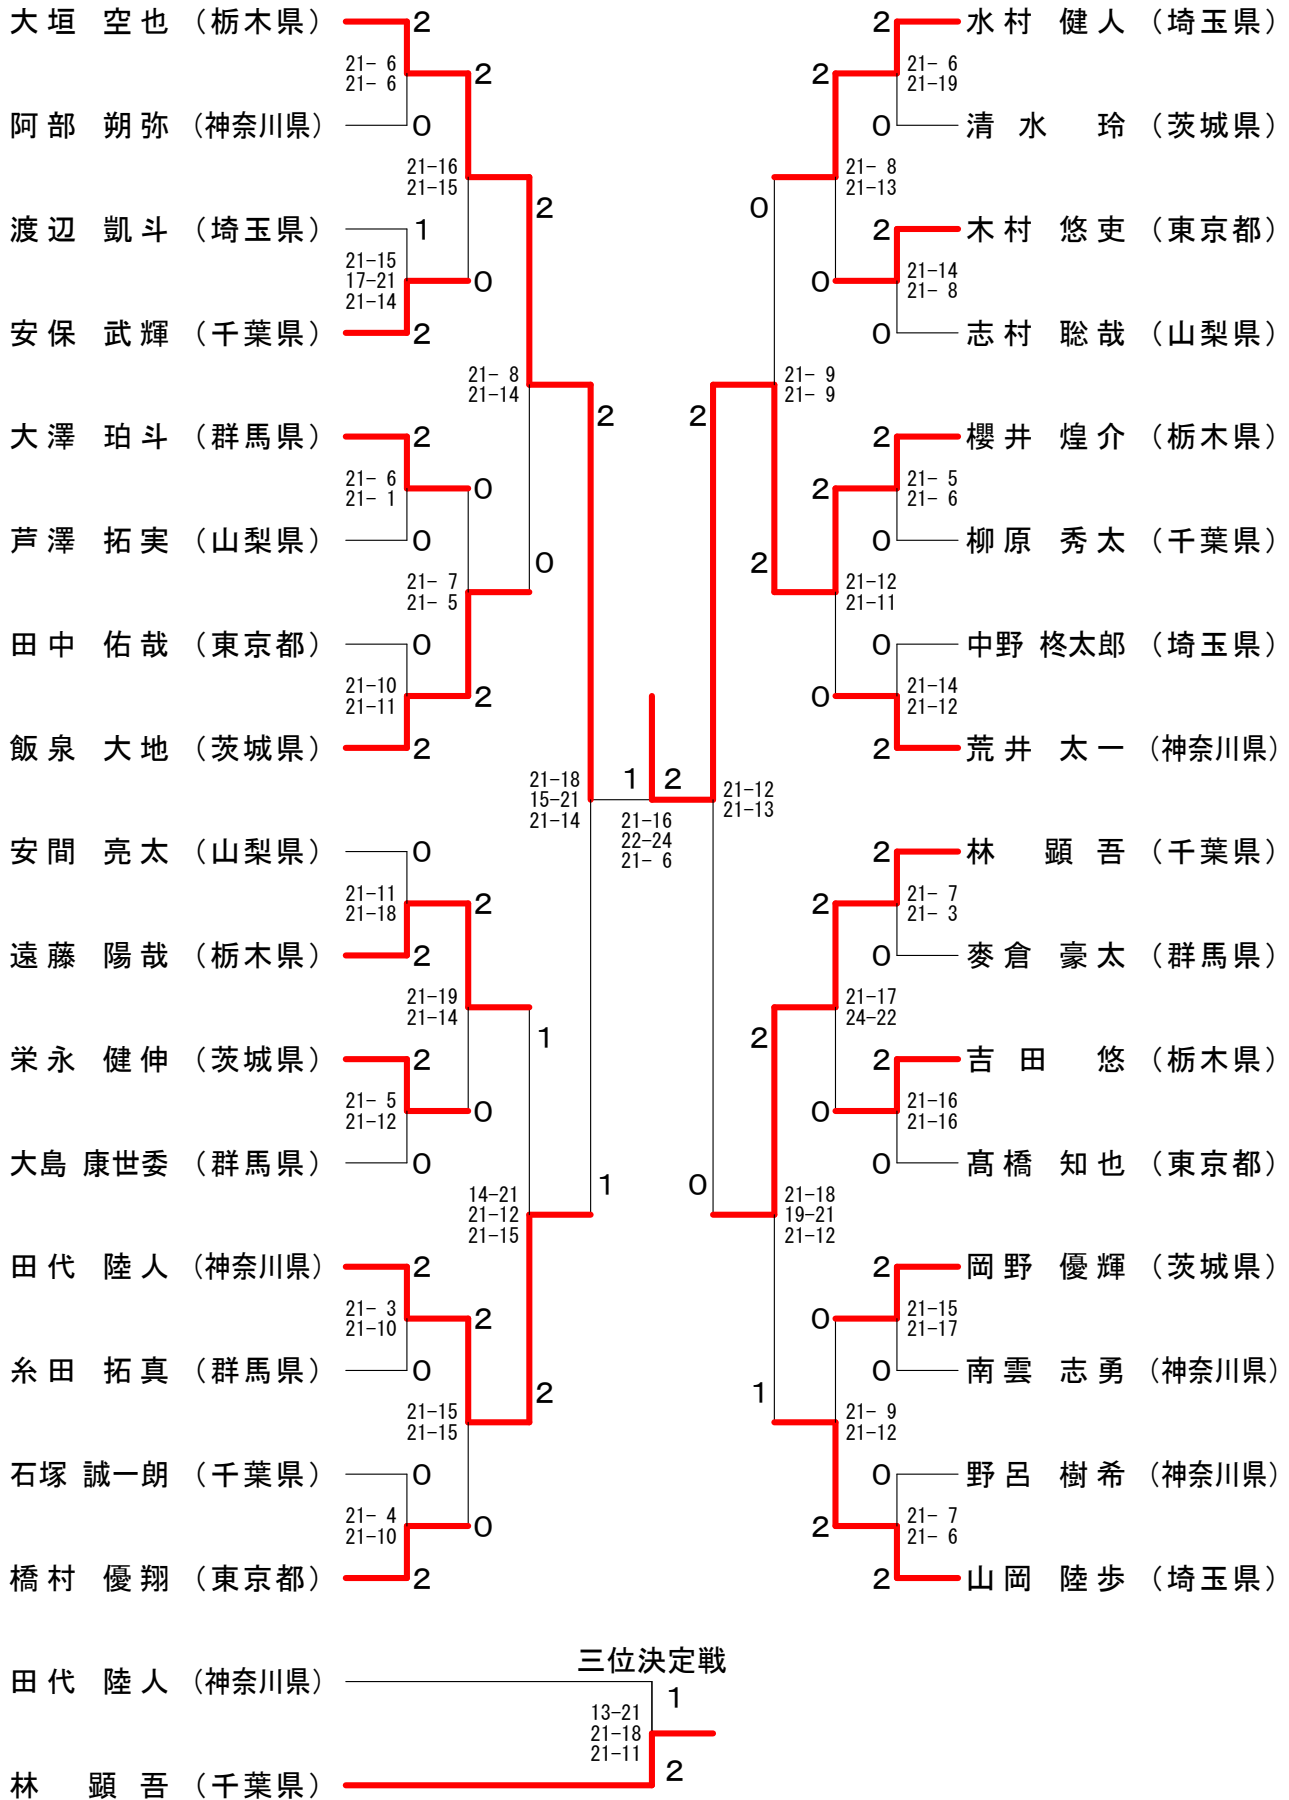 大垣 空也 (栃木県) 2
21- 6
21- 6
2
阿部 朔弥 (神奈川県) 0
21-16
21-15
2
渡辺 凱斗 (埼玉県) 1
21-15
17-21
21-14
0
安保 武輝 (千葉県) 2
21- 8
21-14
2
大澤 珀斗 (群馬県) 2
21- 6
21- 1
0
芦澤 拓実 (山梨県) 0
21- 7
21- 5
0
田中 佑哉 (東京都) 0
21-10
21-11
2
飯泉 大地 (茨城県) 2
21-18
15-21
21-14
1 2
21-16
22-24
21- 6
安間 亮太 (山梨県) 0
21-11
21-18
2
遠藤 陽哉 (栃木県) 2
21-19
21-14
1
栄永 健伸 (茨城県) 2
21- 5
21-12
0
大島 康世委 (群馬県) 0
14-21
21-12
21-15
1
田代 陸人 (神奈川県) 2
21- 3
21-10
2
糸田 拓真 (群馬県) 0
21-15
21-15
2
石塚 誠一朗 (千葉県) 0
21- 4
21-10
0
橋村 優翔 (東京都) 2
2 水村 健人 (埼玉県)
21- 6
21-19
2
0 清水 玲 (茨城県)
21- 8
21-13
0
2 木村 悠吏 (東京都)
21-14
21- 8
0
0 志村 聡哉 (山梨県)
21- 9
21- 9
2
2 櫻井 煌介 (栃木県)
21- 5
21- 6
2
0 柳原 秀太 (千葉県)
21-12
21-11
2
0 中野 柊太郎 (埼玉県)
21-14
21-12
0
2 荒井 太一 (神奈川県)
21-12
21-13
2 林 顕吾 (千葉県)
21- 7
21- 3
2
0 麥倉 豪太 (群馬県)
21-17
24-22
2
2 吉田 悠 (栃木県)
21-16
21-16
0
0 髙橋 知也 (東京都)
21-18
19-21
21-12
0
2 岡野 優輝 (茨城県)
21-15
21-17
0
0 南雲 志勇 (神奈川県)
21- 9
21-12
1
0 野呂 樹希 (神奈川県)
21- 7
21- 6
2
2 山岡 陸歩 (埼玉県)
三位決定戦
田代 陸人 (神奈川県) 1
13-21
21-18
21-11
林 顕吾 (千葉県) 2